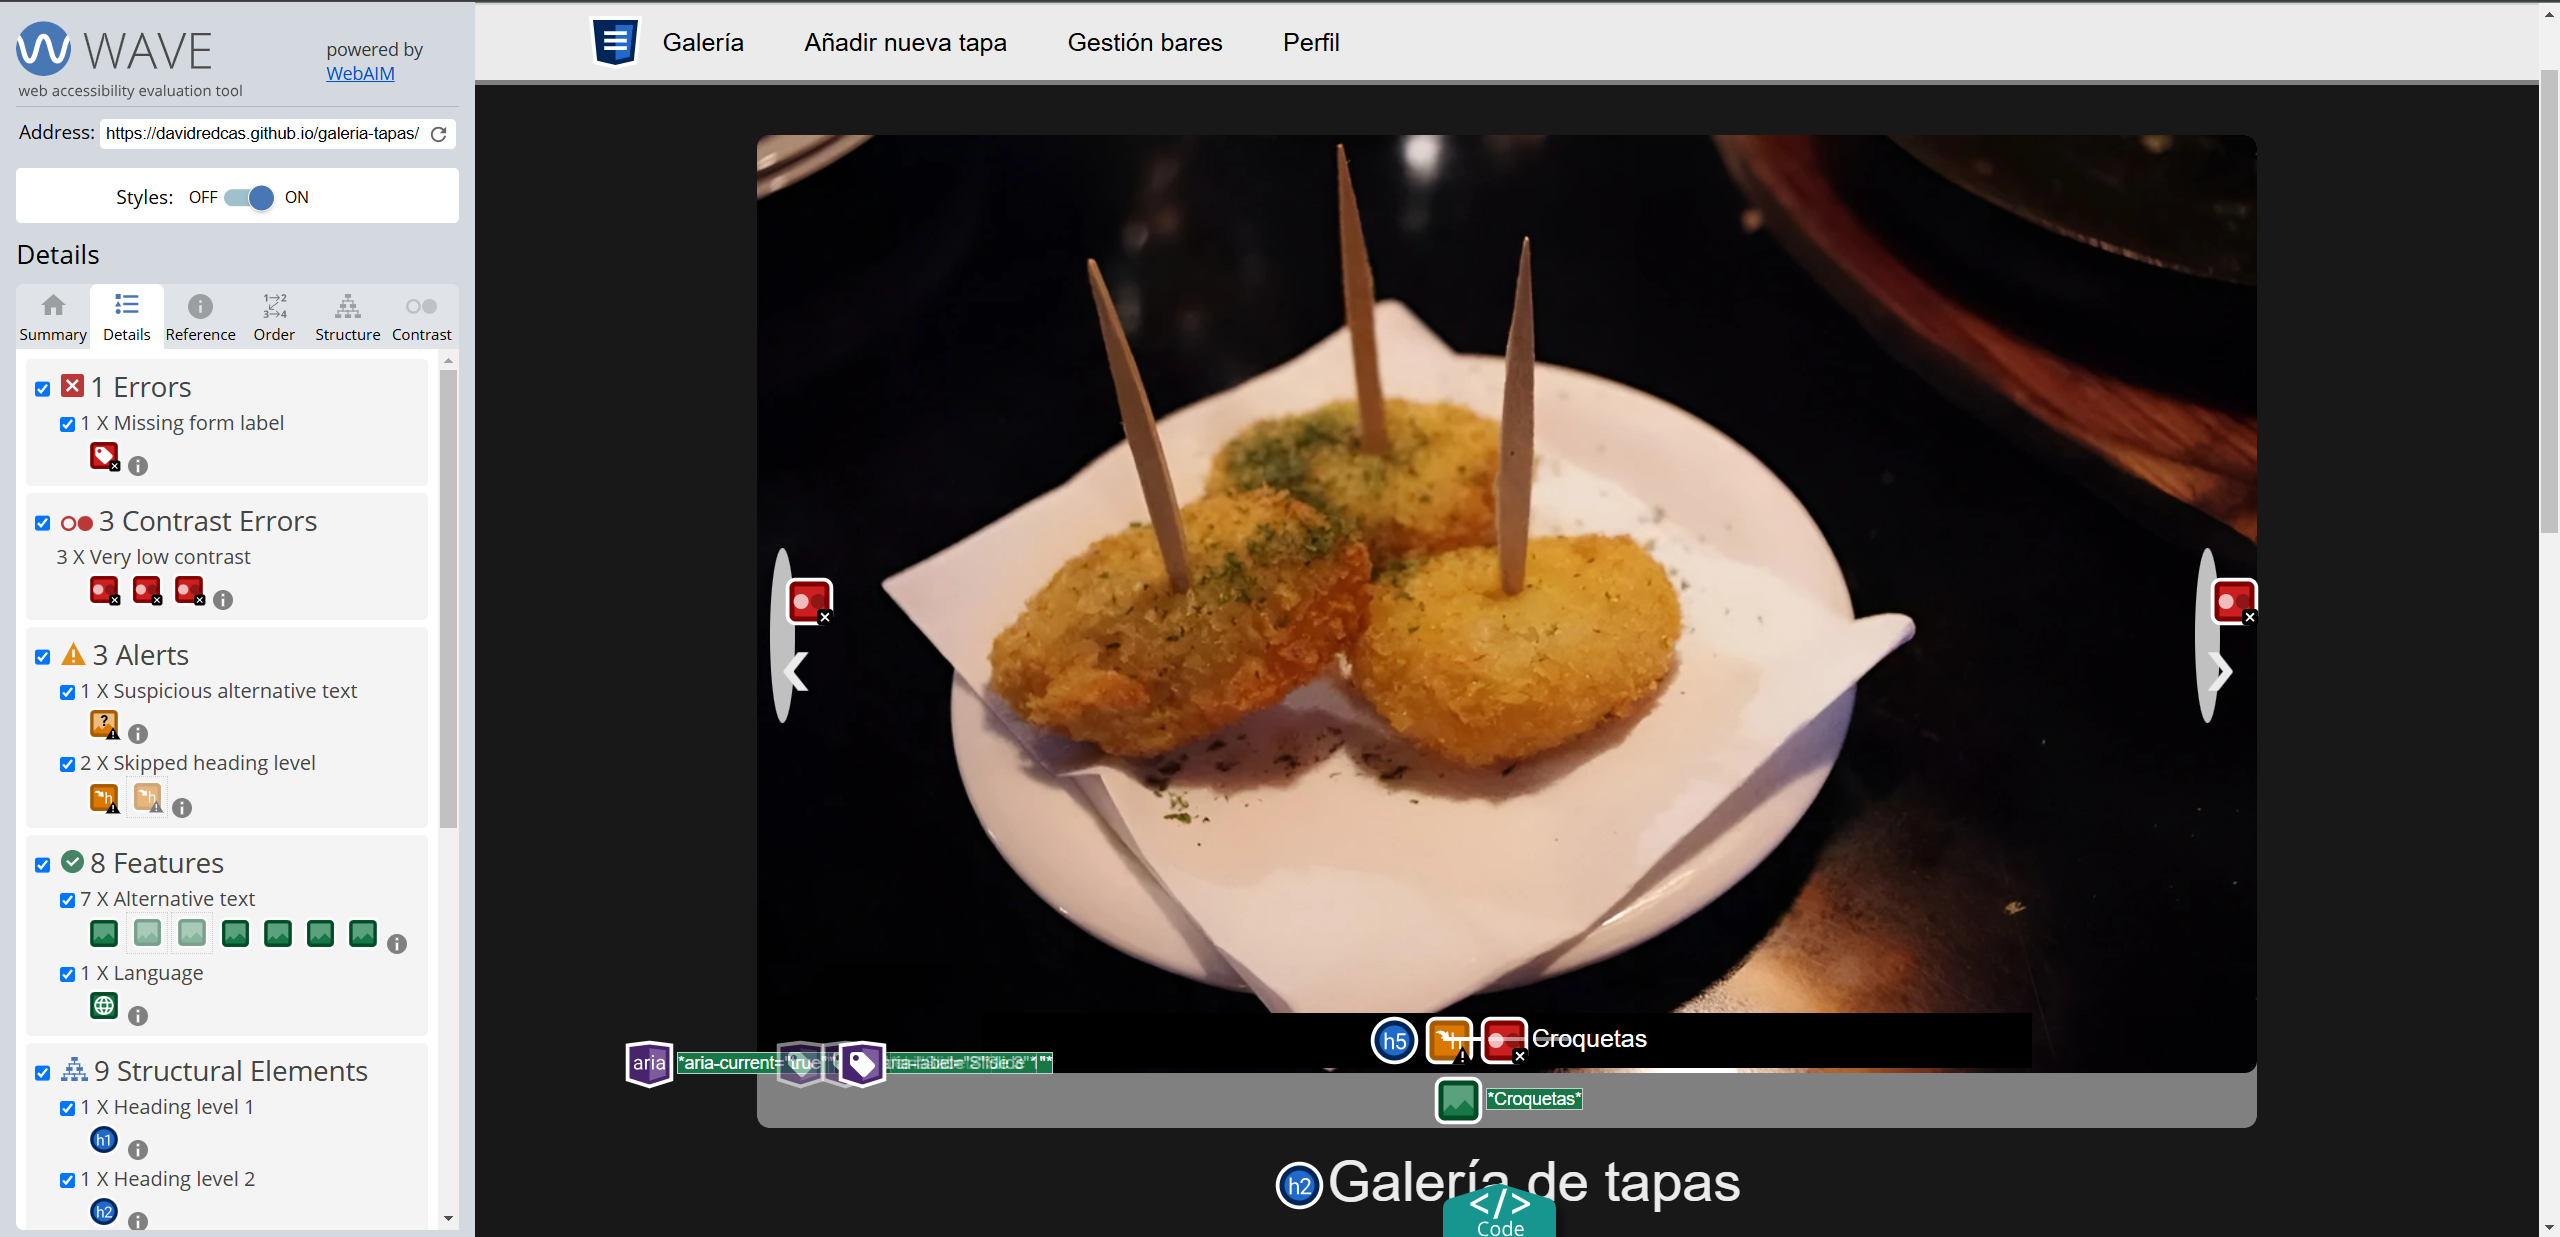 WAVE
powered by
WebAIM
web accessibility evaluation tool
Address: https://davidredcas.github.io/galeria-tapas/
Styles: OFF ON
Details
Summary Details Reference Order Structure Contrast
1 Errors
1 X Missing form label
3 Contrast Errors
3 X Very low contrast
3 Alerts
1 X Suspicious alternative text
2 X Skipped heading level
8 Features
7 X Alternative text
1 X Language
9 Structural Elements
1 X Heading level 1
h1
1 X Heading level 2
h2
Galería Añadir nueva tapa Gestión bares Perfil
h5 Croquetas
aria *aria-current="true"
*Croquetas*
h2 Galería de tapas
</> Code